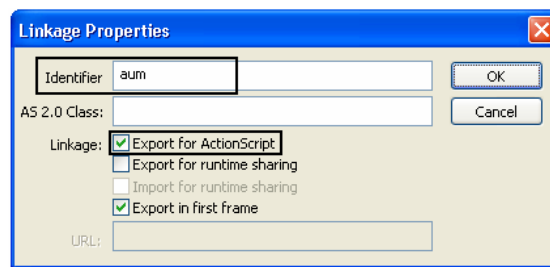 Linkage Properties
Identifier aum OK
AS 2.0 Class: Cancel
Linkage: Export for ActionScript
Export for runtime sharing
Import for runtime sharing
Export in first frame
URL: